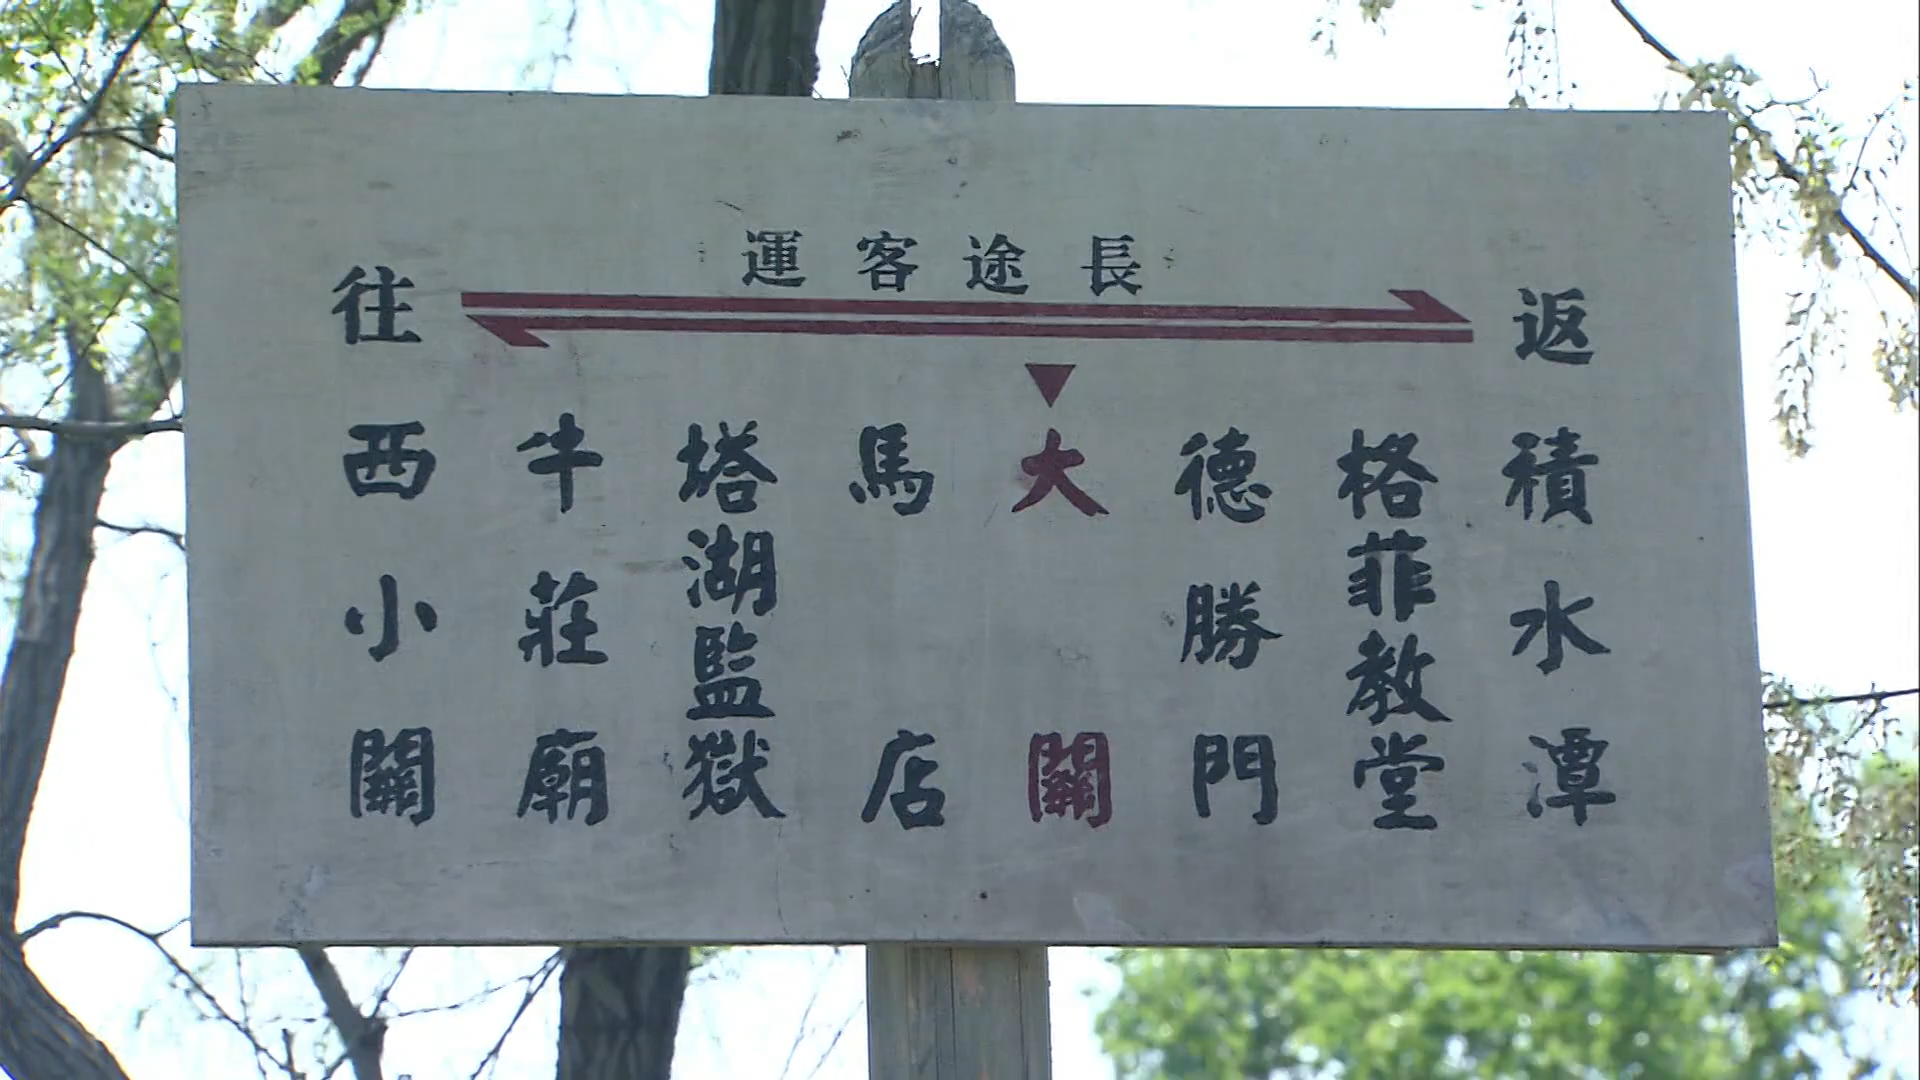 長途客運
返
往
積水潭
格菲教堂
德勝門
大關
馬店
塔湖監獄
牛莊廟
西小關